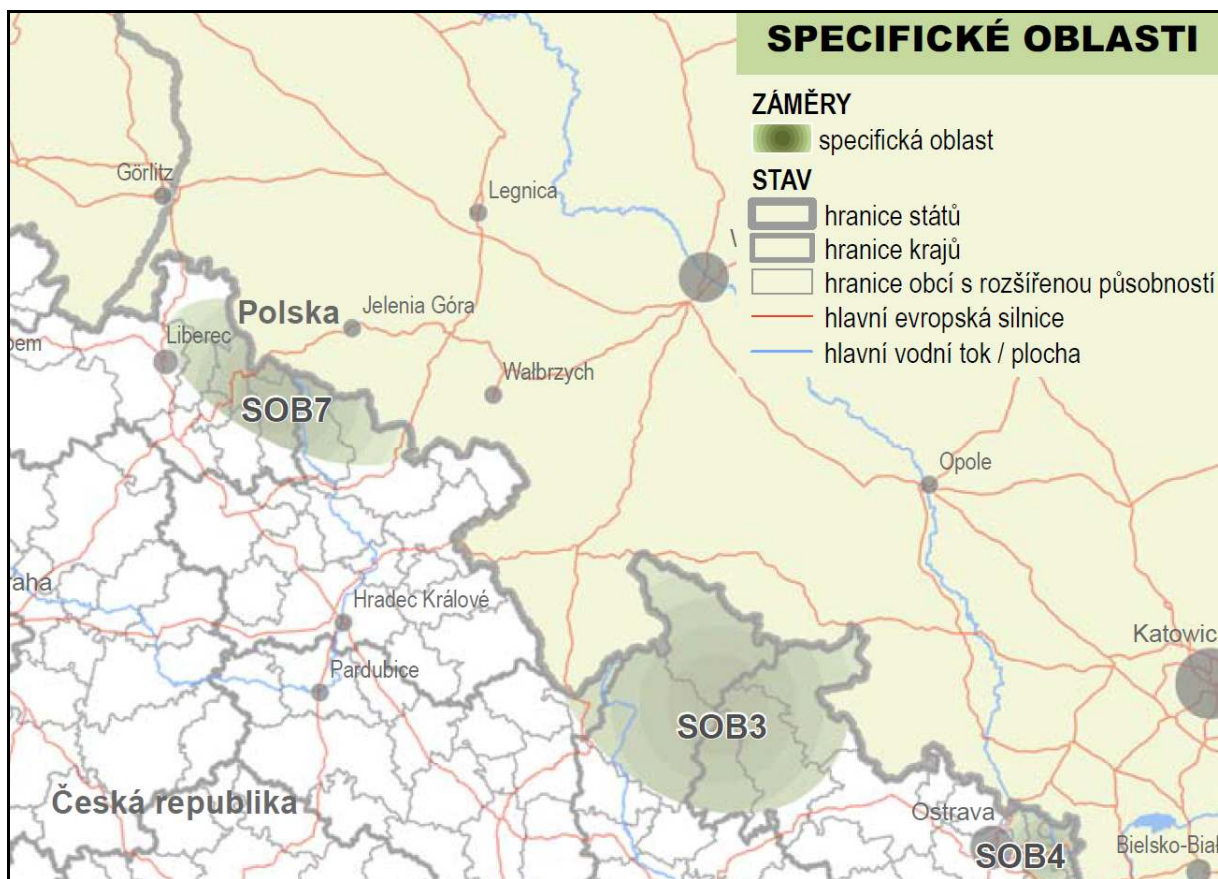 SPECIFICKÉ OBLASTI
ZÁMĚRY
specifická oblast
STAV
hranice států
hranice krajů
hranice obcí s rozšířenou působností
hlavní evropská silnice
hlavní vodní tok / plocha
Görlitz
Legnica
Polska
Jelenia Góra
Liberec
Wałbrzych
SOB7
Opole
Hradec Králové
Katowic
Pardubice
SOB3
Česká republika
Ostrava
SOB4
Bielsko-Biał